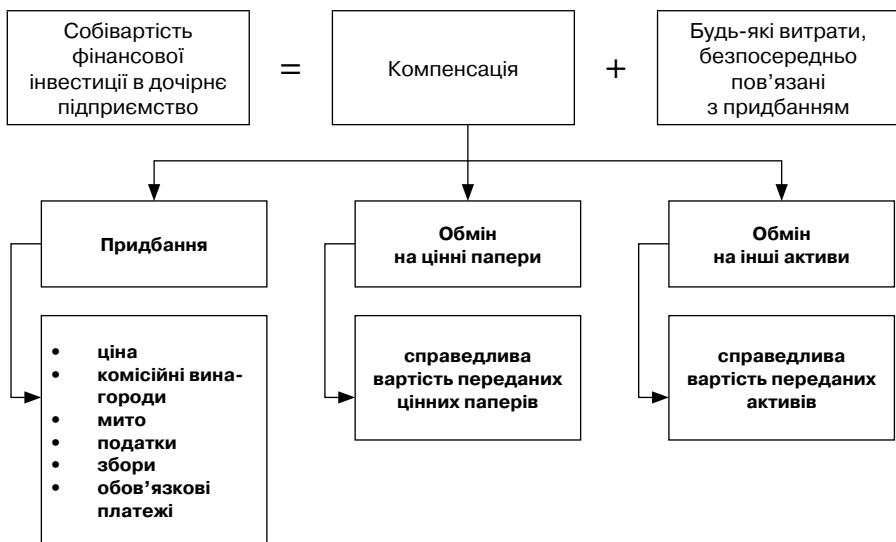 Собівартість
фінансової
інвестиції в дочірнє
підприємство
=
Компенсація
+
Будь-які витрати,
безпосередньо
пов’язані
з придбанням
Придбання
Обмін
на цінні папери
Обмін
на інші активи
• ціна
• комісійні вина-
городи
• мито
• податки
• збори
• обов’язкові
платежі
справедлива
вартість переданих
цінних паперів
справедлива
вартість переданих
активів